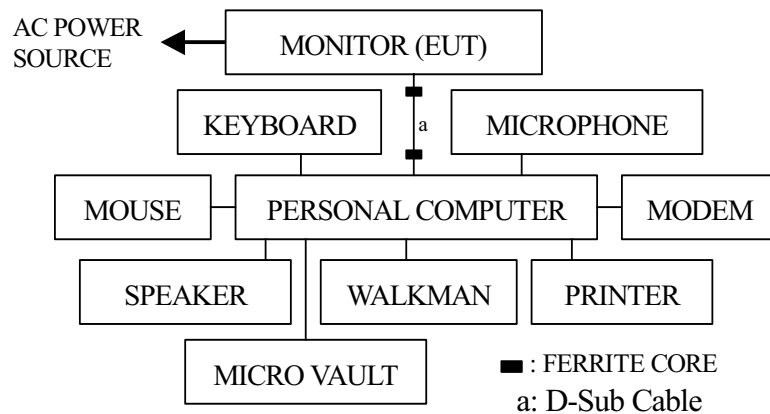 AC POWER
SOURCE
MONITOR (EUT)
a
KEYBOARD
MICROPHONE
MOUSE
PERSONAL COMPUTER
MODEM
SPEAKER
WALKMAN
PRINTER
MICRO VAULT
: FERRITE CORE
a: D-Sub Cable